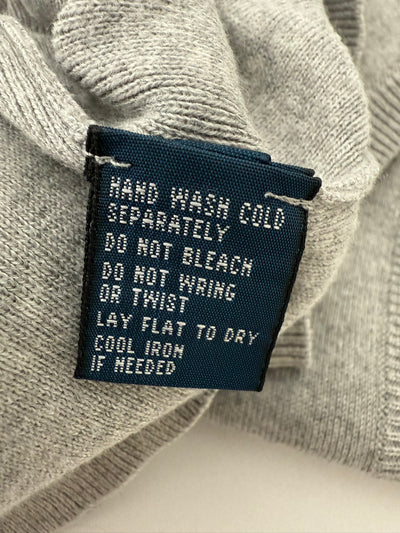 HAND WASH COLD
SEPARATELY
DO NOT BLEACH
DO NOT WRING
OR TWIST
LAY FLAT TO DRY
COOL IRON
IF NEEDED